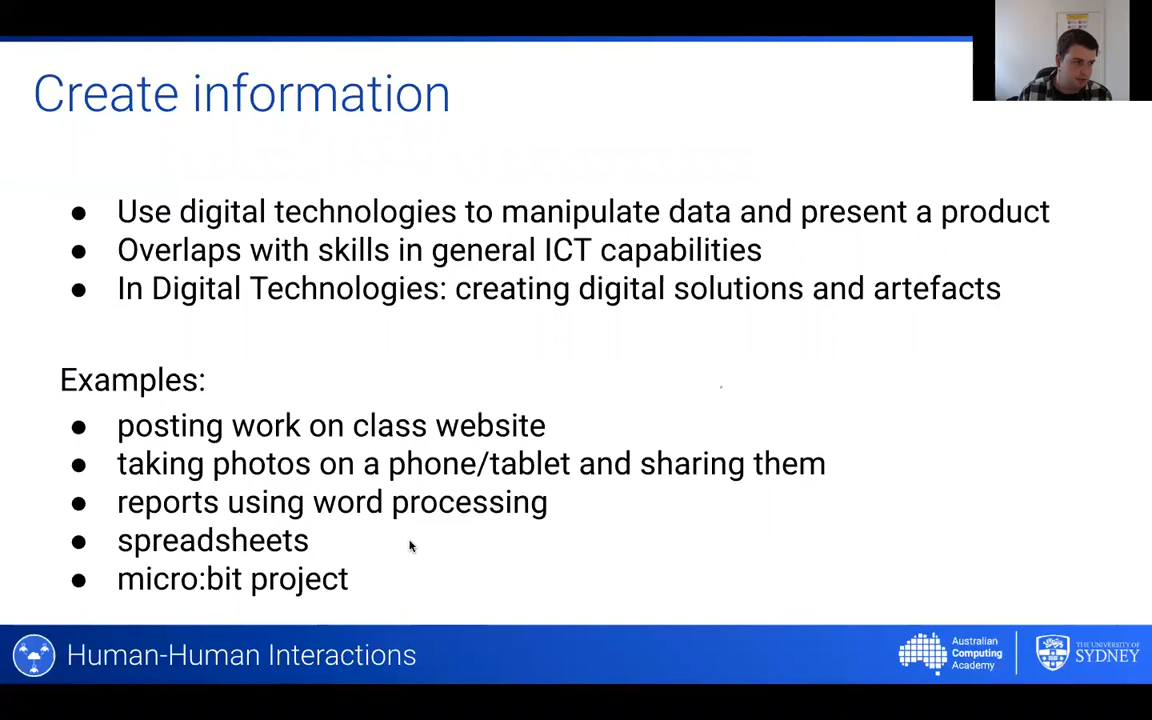 Create information
● Use digital technologies to manipulate data and present a product
● Overlaps with skills in general ICT capabilities
● In Digital Technologies: creating digital solutions and artefacts
Examples:
● posting work on class website
● taking photos on a phone/tablet and sharing them
● reports using word processing
● spreadsheets
● micro:bit project
Human-Human Interactions
Australian
Computing
Academy
THE UNIVERSITY OF
SYDNEY